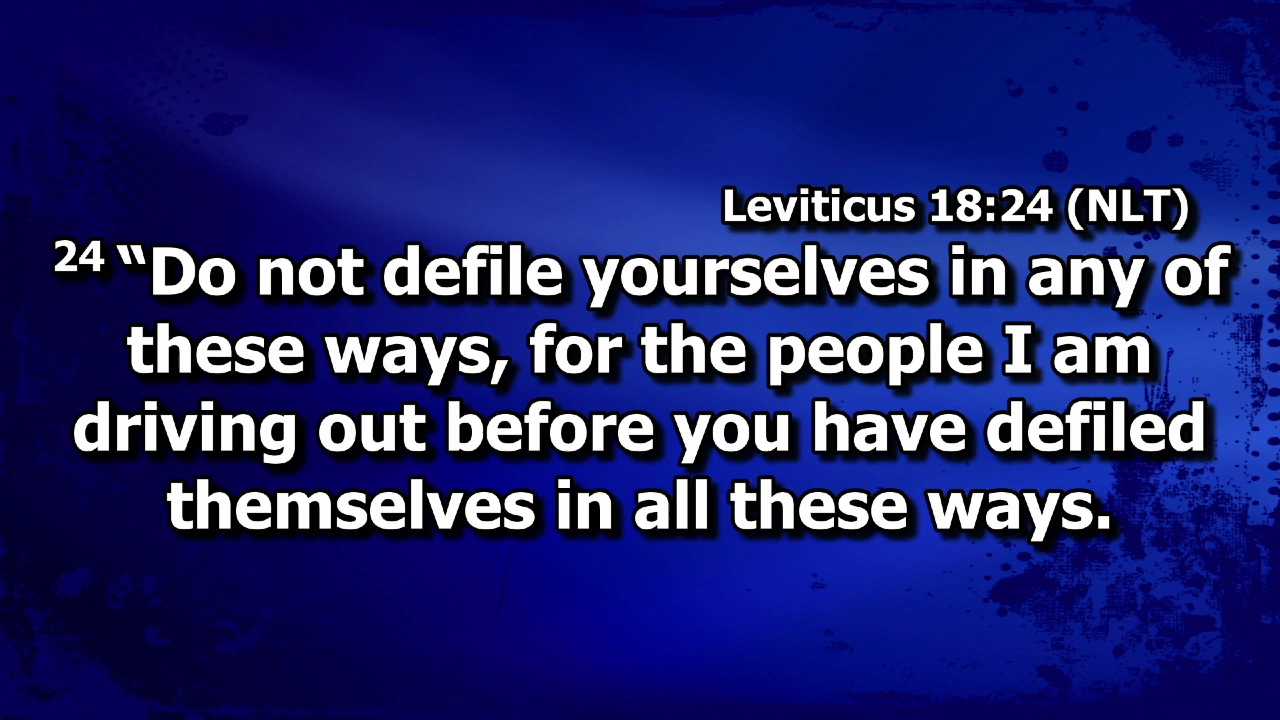 Leviticus 18:24 (NLT)
24 “Do not defile yourselves in any of
these ways, for the people I am
driving out before you have defiled
themselves in all these ways.